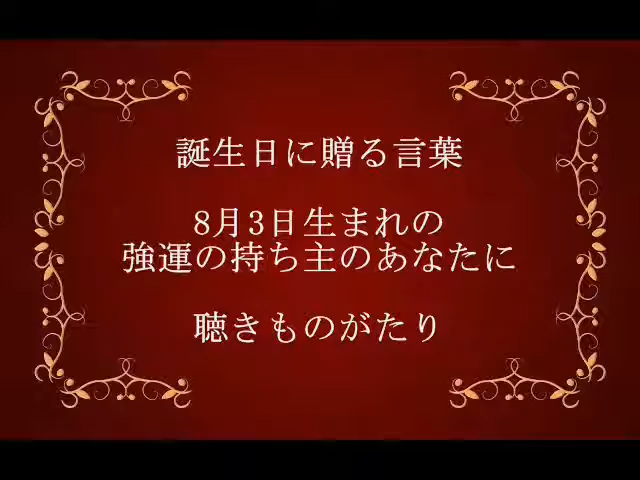 誕生日に贈る言葉
8月3日生まれの
強運の持ち主のあなたに
聴きものがたり